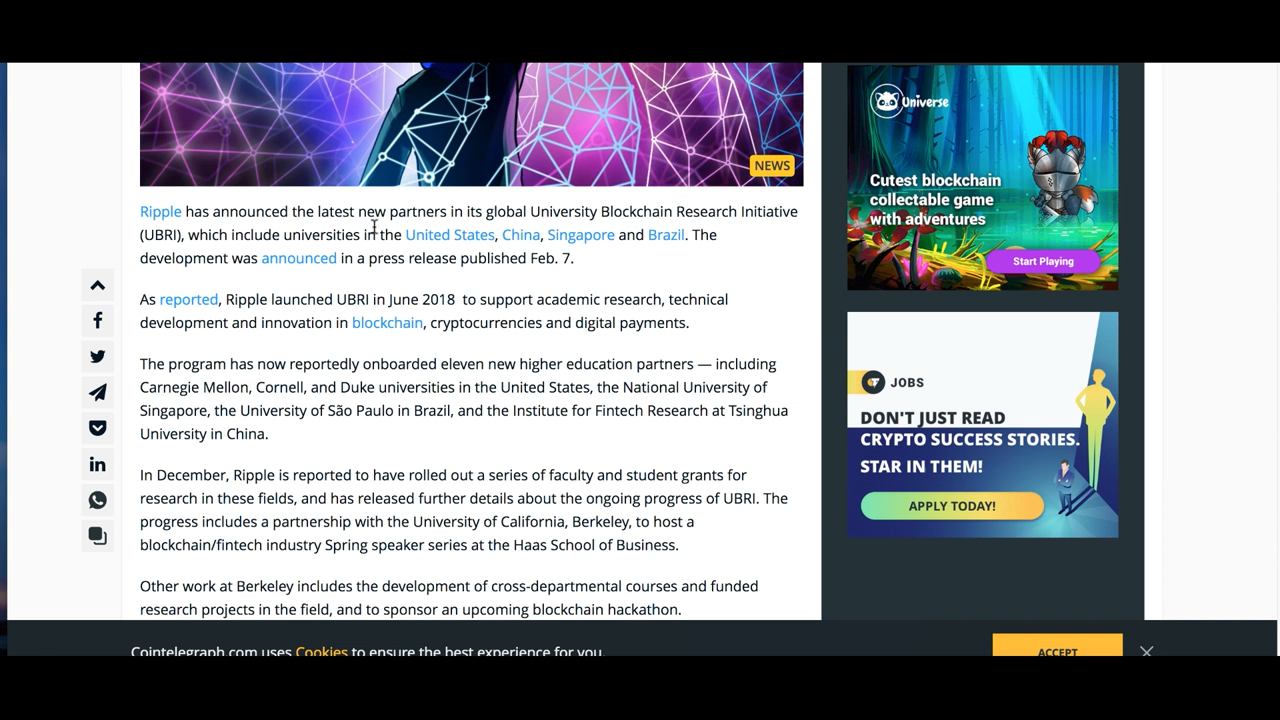 NEWS
Ripple has announced the latest new partners in its global University Blockchain Research Initiative
(UBRI), which include universities in the United States, China, Singapore and Brazil. The
development was announced in a press release published Feb. 7.
As reported, Ripple launched UBRI in June 2018  to support academic research, technical
development and innovation in blockchain, cryptocurrencies and digital payments.
The program has now reportedly onboarded eleven new higher education partners — including
Carnegie Mellon, Cornell, and Duke universities in the United States, the National University of
Singapore, the University of São Paulo in Brazil, and the Institute for Fintech Research at Tsinghua
University in China.
In December, Ripple is reported to have rolled out a series of faculty and student grants for
research in these fields, and has released further details about the ongoing progress of UBRI. The
progress includes a partnership with the University of California, Berkeley, to host a
blockchain/fintech industry Spring speaker series at the Haas School of Business.
Other work at Berkeley includes the development of cross-departmental courses and funded
research projects in the field, and to sponsor an upcoming blockchain hackathon.
Universe
Cutest blockchain
collectable game
with adventures
Start Playing
JOBS
DON'T JUST READ
CRYPTO SUCCESS STORIES.
STAR IN THEM!
APPLY TODAY!
Cointelegraph.com uses Cookies to ensure the best experience for you.
ACCEPT